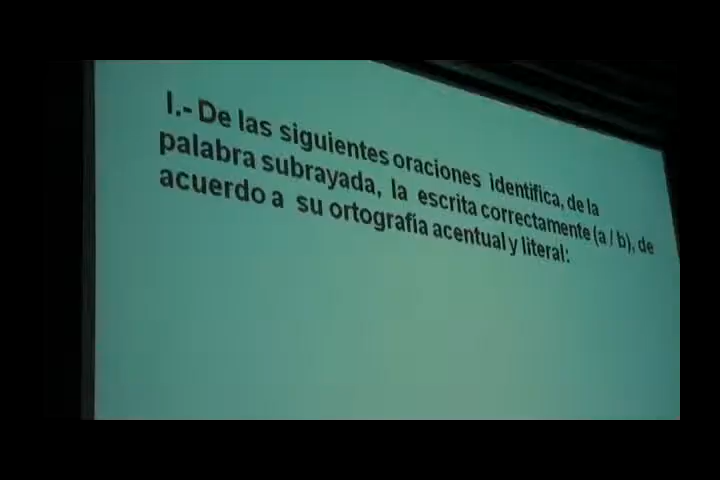 I.- De las siguientes oraciones identifica, de la
palabra subrayada, la escrita correctamente (a / b), de
acuerdo a su ortografía acentual y literal: